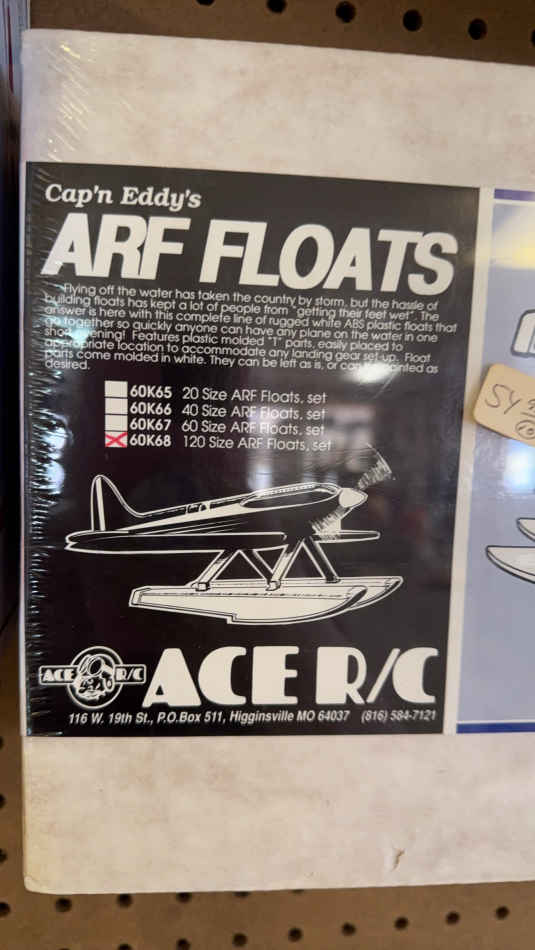 Cap'n Eddy's
ARF FLOATS
Flying off the water has taken the country by storm, but the hassle of
building floats has kept a lot of people from "getting their feet wet". The
answer is here with this complete line of rugged white ABS plastic floats that
go together so quickly anyone can have any plane on the water in one
short evening! Features plastic molded "T" parts, easily placed to
appropriate location to accommodate any landing gear set-up. Float
parts come molded in white. They can be left as is, or can be painted as
desired.
60K65 20 Size ARF Floats, set
60K66 40 Size ARF Floats, set
60K67 60 Size ARF Floats, set
60K68 120 Size ARF Floats, set
ACE R/C
ACE R/C
116 W. 19th St., P.O.Box 511, Higginsville MO 64037 (816) 584-7121